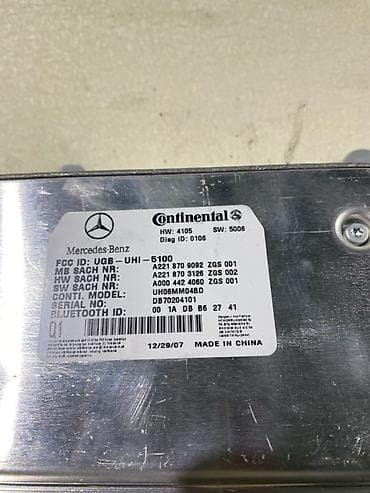 Continental
HW: 4105 SW: 5006
Diag ID: 0106
Mercedes-Benz
FCC ID: UGB-UHI-5100
MB SACH NR: A221 870 9092 ZGS 001
HW SACH NR: A221 870 3126 ZGS 002
SW SACH NR: A000 442 4060 ZGS 001
CONTI. MODEL: UH06MM04BD
SERIAL NO: DB70204101
BLUETOOTH ID: 00 1A DB B6 27 41
Q1
12/29/07 MADE IN CHINA